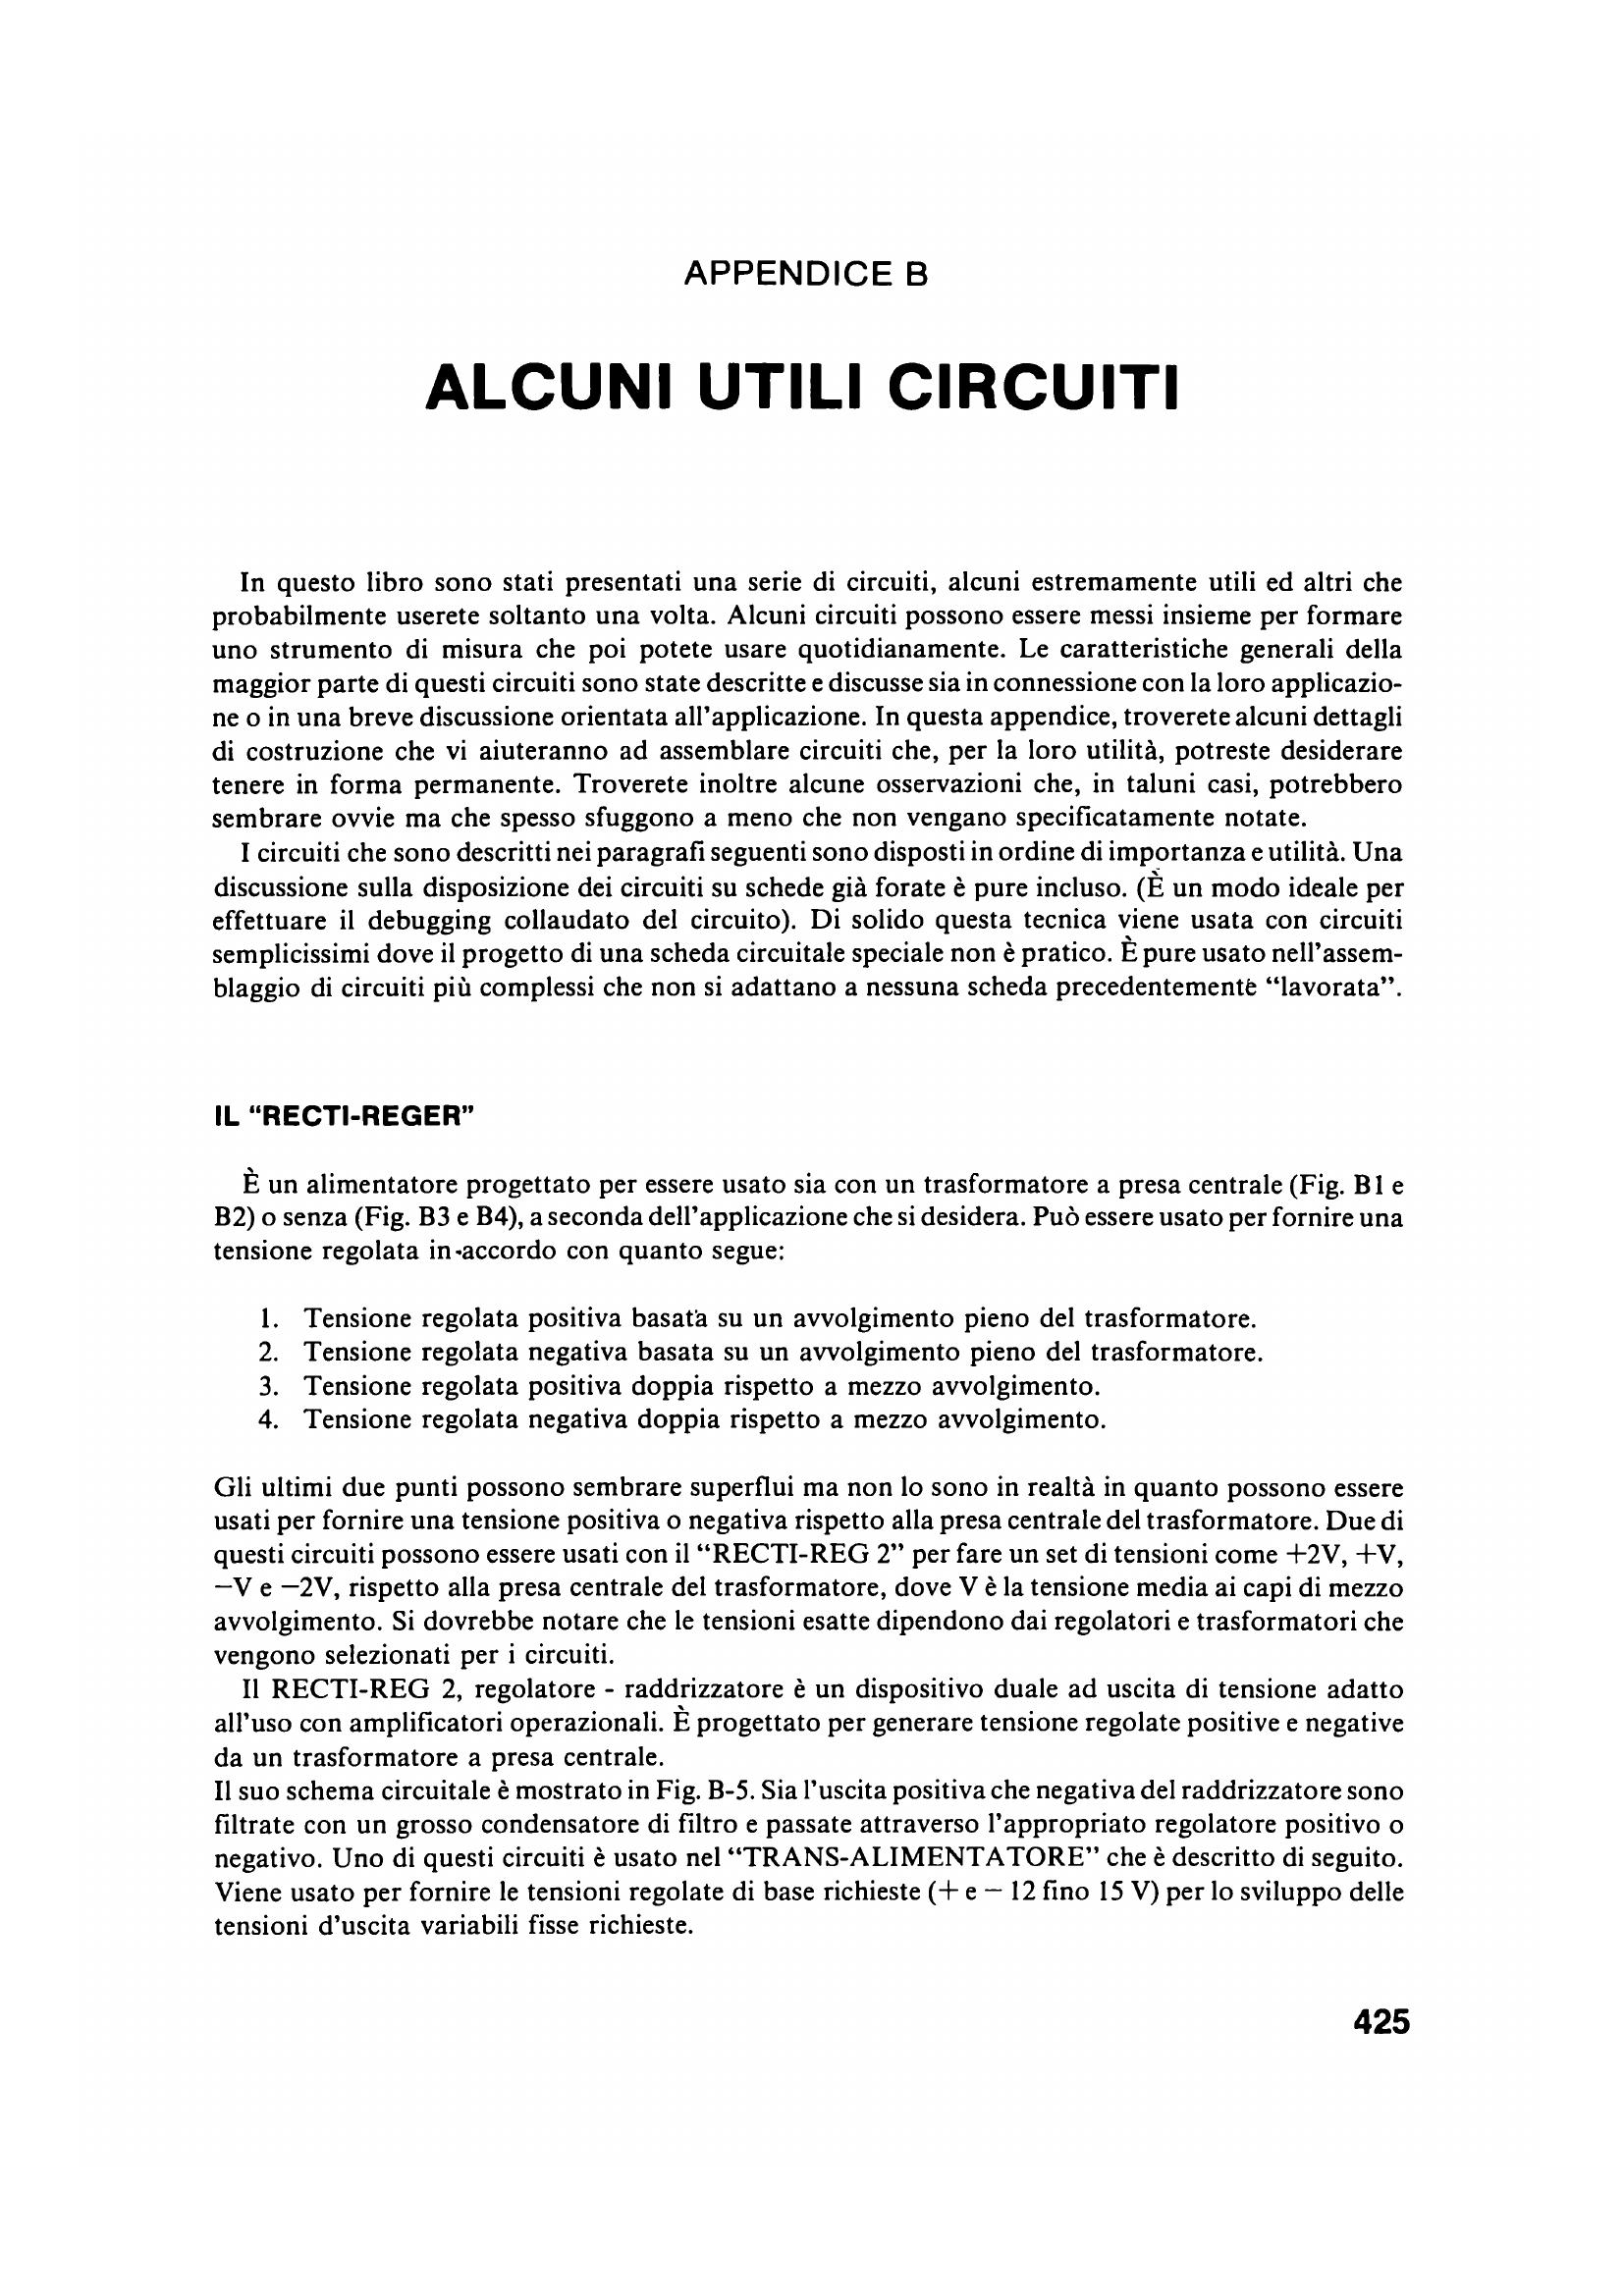 APPENDICE B
ALCUNI UTILI CIRCUITI
In questo libro sono stati presentati una serie di circuiti, alcuni estremamente utili ed altri che
probabilmente userete soltanto una volta. Alcuni circuiti possono essere messi insieme per formare
uno strumento di misura che poi potete usare quotidianamente. Le caratteristiche generali della
maggior parte di questi circuiti sono state descritte e discusse sia in connessione con la loro applicazio-
ne o in una breve discussione orientata all'applicazione. In questa appendice, troverete alcuni dettagli
di costruzione che vi aiuteranno ad assemblare circuiti che, per la loro utilità, potreste desiderare
tenere in forma permanente. Troverete inoltre alcune osservazioni che, in taluni casi, potrebbero
sembrare ovvie ma che spesso sfuggono a meno che non vengano specificatamente notate.
I circuiti che sono descritti nei paragrafi seguenti sono disposti in ordine di importanza e utilità. Una
discussione sulla disposizione dei circuiti su schede già forate è pure incluso. (È un modo ideale per
effettuare il debugging collaudato del circuito). Di solido questa tecnica viene usata con circuiti
semplicissimi dove il progetto di una scheda circuitale speciale non è pratico. È pure usato nell'assem-
blaggio di circuiti più complessi che non si adattano a nessuna scheda precedentemente “lavorata”.
IL “RECTI-REGER”
È un alimentatore progettato per essere usato sia con un trasformatore a presa centrale (Fig. B1 e
B2) o senza (Fig. B3 e B4), a seconda dell'applicazione che si desidera. Può essere usato per fornire una
tensione regolata in accordo con quanto segue:
1. Tensione regolata positiva basata su un avvolgimento pieno del trasformatore.
2. Tensione regolata negativa basata su un avvolgimento pieno del trasformatore.
3. Tensione regolata positiva doppia rispetto a mezzo avvolgimento.
4. Tensione regolata negativa doppia rispetto a mezzo avvolgimento.
Gli ultimi due punti possono sembrare superflui ma non lo sono in realtà in quanto possono essere
usati per fornire una tensione positiva o negativa rispetto alla presa centrale del trasformatore. Due di
questi circuiti possono essere usati con il “RECTI-REG 2” per fare un set di tensioni come +2V, +V,
−V e −2V, rispetto alla presa centrale del trasformatore, dove V è la tensione media ai capi di mezzo
avvolgimento. Si dovrebbe notare che le tensioni esatte dipendono dai regolatori e trasformatori che
vengono selezionati per i circuiti.
Il RECTI-REG 2, regolatore - raddrizzatore è un dispositivo duale ad uscita di tensione adatto
all'uso con amplificatori operazionali. È progettato per generare tensione regolate positive e negative
da un trasformatore a presa centrale.
Il suo schema circuitale è mostrato in Fig. B-5. Sia l'uscita positiva che negativa del raddrizzatore sono
filtrate con un grosso condensatore di filtro e passate attraverso l'appropriato regolatore positivo o
negativo. Uno di questi circuiti è usato nel “TRANS-ALIMENTATORE” che è descritto di seguito.
Viene usato per fornire le tensioni regolate di base richieste (+ e − 12 fino 15 V) per lo sviluppo delle
tensioni d'uscita variabili fisse richieste.
425